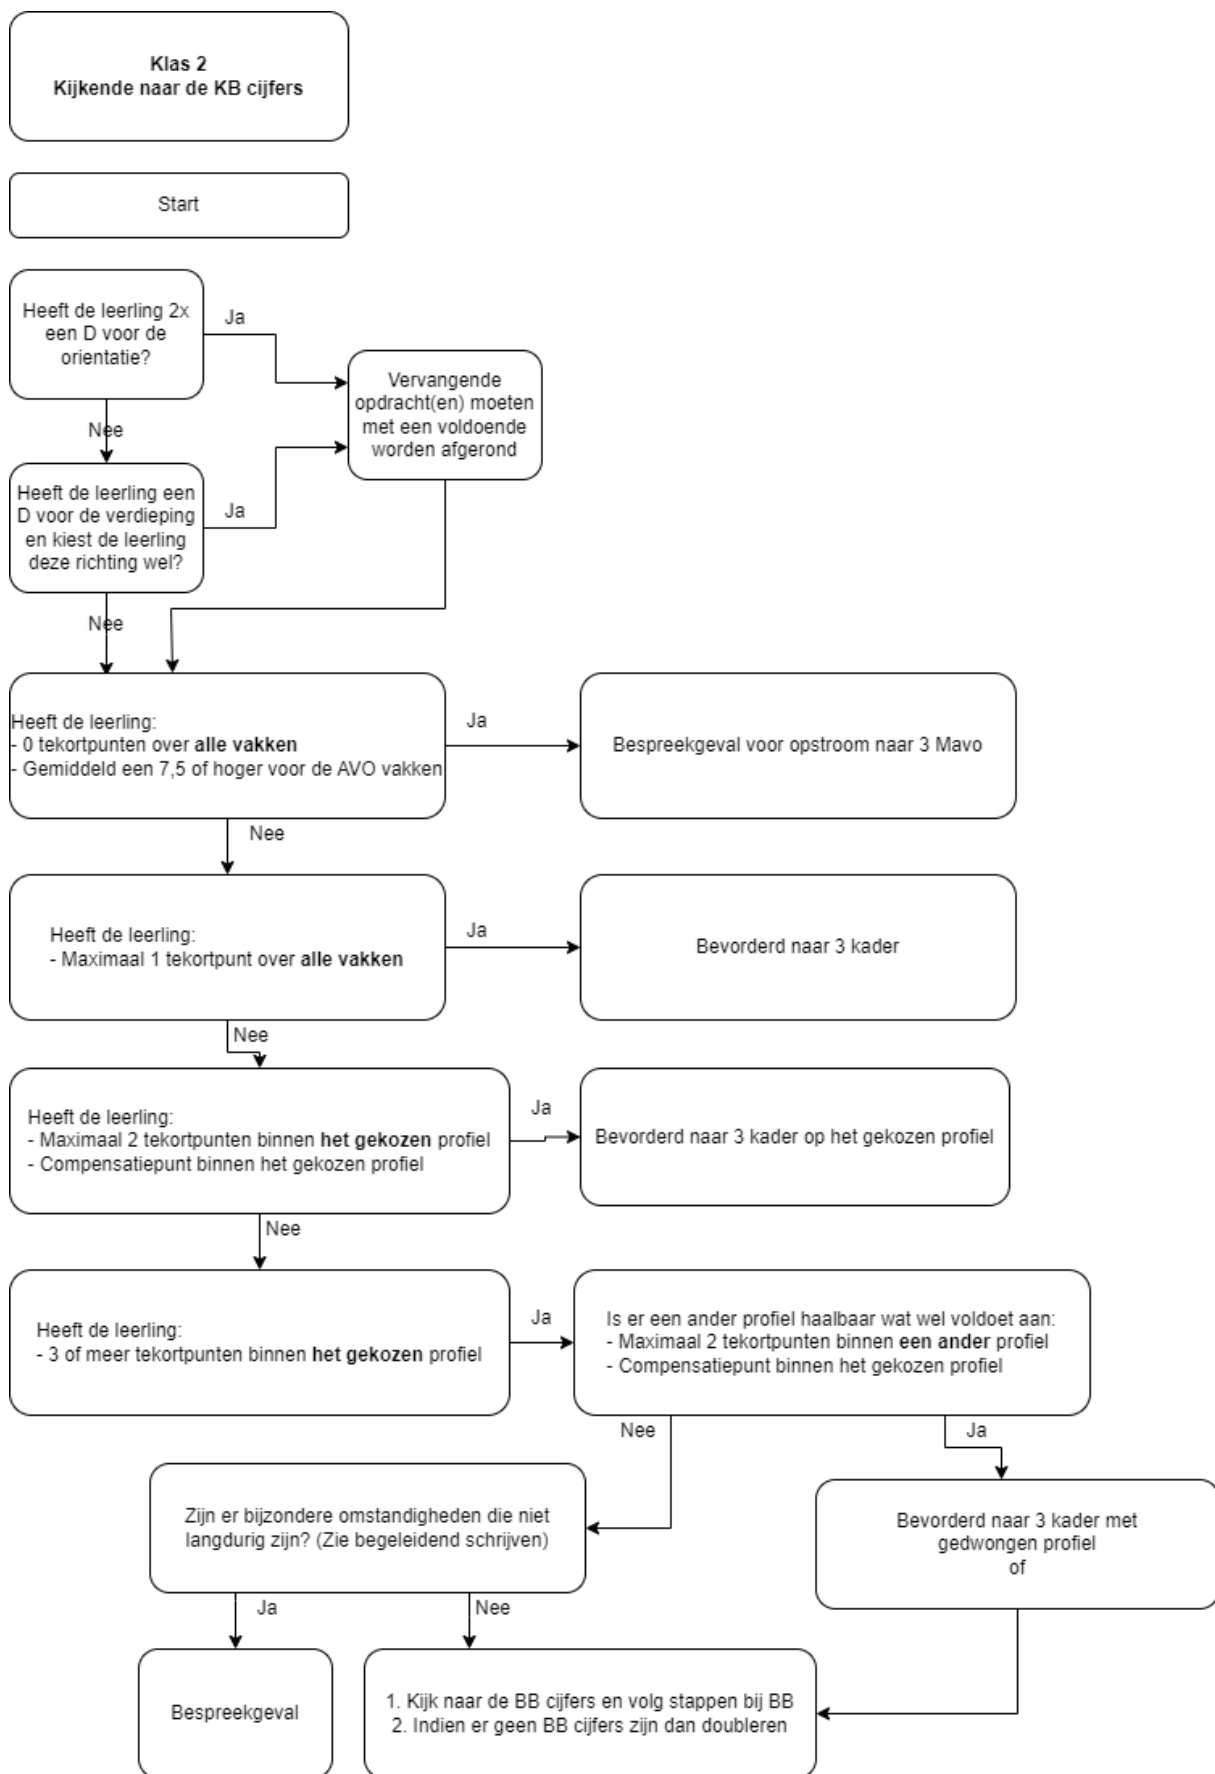 Klas 2
Kijkende naar de KB cijfers
Start
Heeft de leerling 2x
een D voor de
orientatie?
Ja
Nee
Vervangende
opdracht(en) moeten
met een voldoende
worden afgerond
Heeft de leerling een
D voor de verdieping
en kiest de leerling
deze richting wel?
Ja
Nee
Heeft de leerling:
- 0 tekortpunten over alle vakken
- Gemiddeld een 7,5 of hoger voor de AVO vakken
Ja
Bespreekgeval voor opstroom naar 3 Mavo
Nee
Heeft de leerling:
- Maximaal 1 tekortpunt over alle vakken
Ja
Bevorderd naar 3 kader
Nee
Heeft de leerling:
- Maximaal 2 tekortpunten binnen het gekozen profiel
- Compensatiepunt binnen het gekozen profiel
Ja
Bevorderd naar 3 kader op het gekozen profiel
Nee
Heeft de leerling:
- 3 of meer tekortpunten binnen het gekozen profiel
Ja
Is er een ander profiel haalbaar wat wel voldoet aan:
- Maximaal 2 tekortpunten binnen een ander profiel
- Compensatiepunt binnen het gekozen profiel
Nee
Ja
Zijn er bijzondere omstandigheden die niet
langdurig zijn? (Zie begeleidend schrijven)
Bevorderd naar 3 kader met
gedwongen profiel
of
Ja
Nee
Bespreekgeval
1. Kijk naar de BB cijfers en volg stappen bij BB
2. Indien er geen BB cijfers zijn dan doubleren